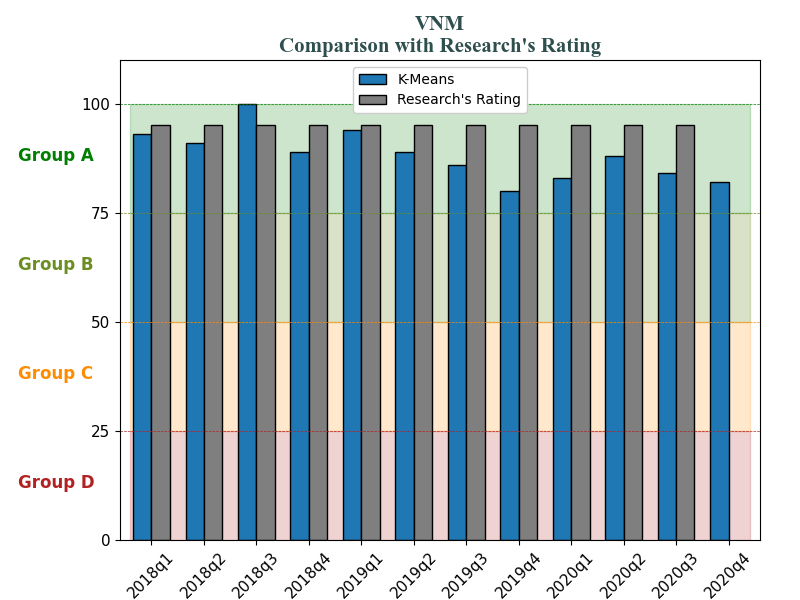 VNM
Comparison with Research's Rating
K-Means
Research's Rating
100
Group A
75
Group B
50
Group C
25
Group D
0
2018q1
2018q2
2018q3
2018q4
2019q1
2019q2
2019q3
2019q4
2020q1
2020q2
2020q3
2020q4